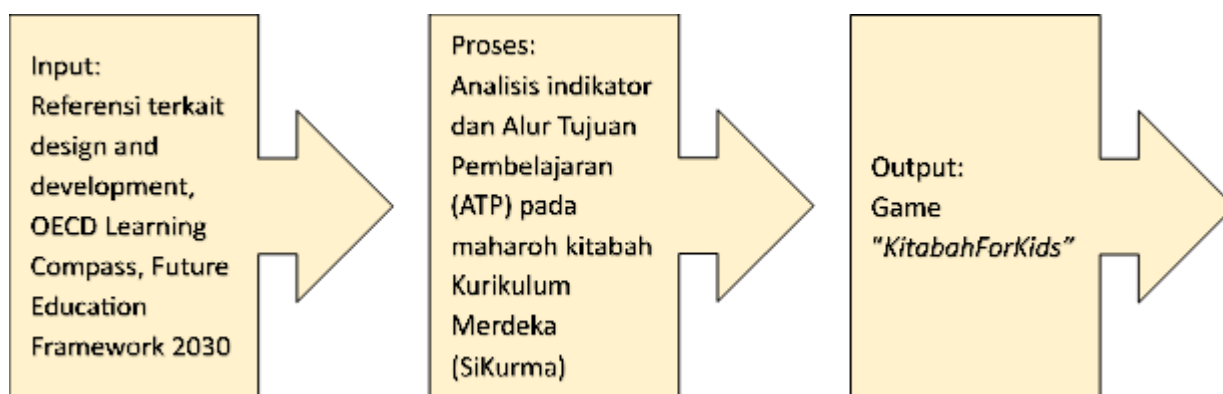 Input:
Referensi terkait
design and
development,
OECD Learning
Compass, Future
Education
Framework 2030
Proses:
Analisis indikator
dan Alur Tujuan
Pembelajaran
(ATP) pada
maharoh kitabah
Kurikulum
Merdeka
(SiKurma)
Output:
Game
"KitabahForKids”